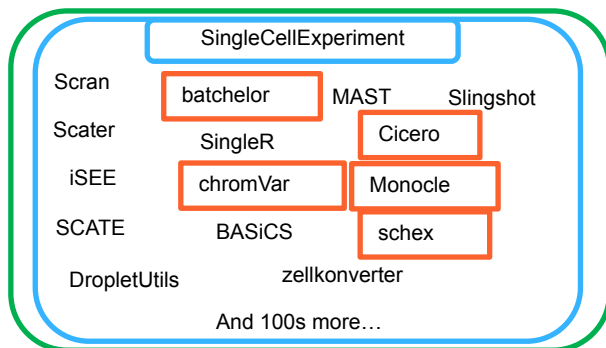 SingleCellExperiment
Scran
batchelor
MAST
Slingshot
Scater
SingleR
Cicero
iSEE
chromVar
Monocle
SCATE
BASiCS
schex
DropletUtils
zellkonverter
And 100s more…